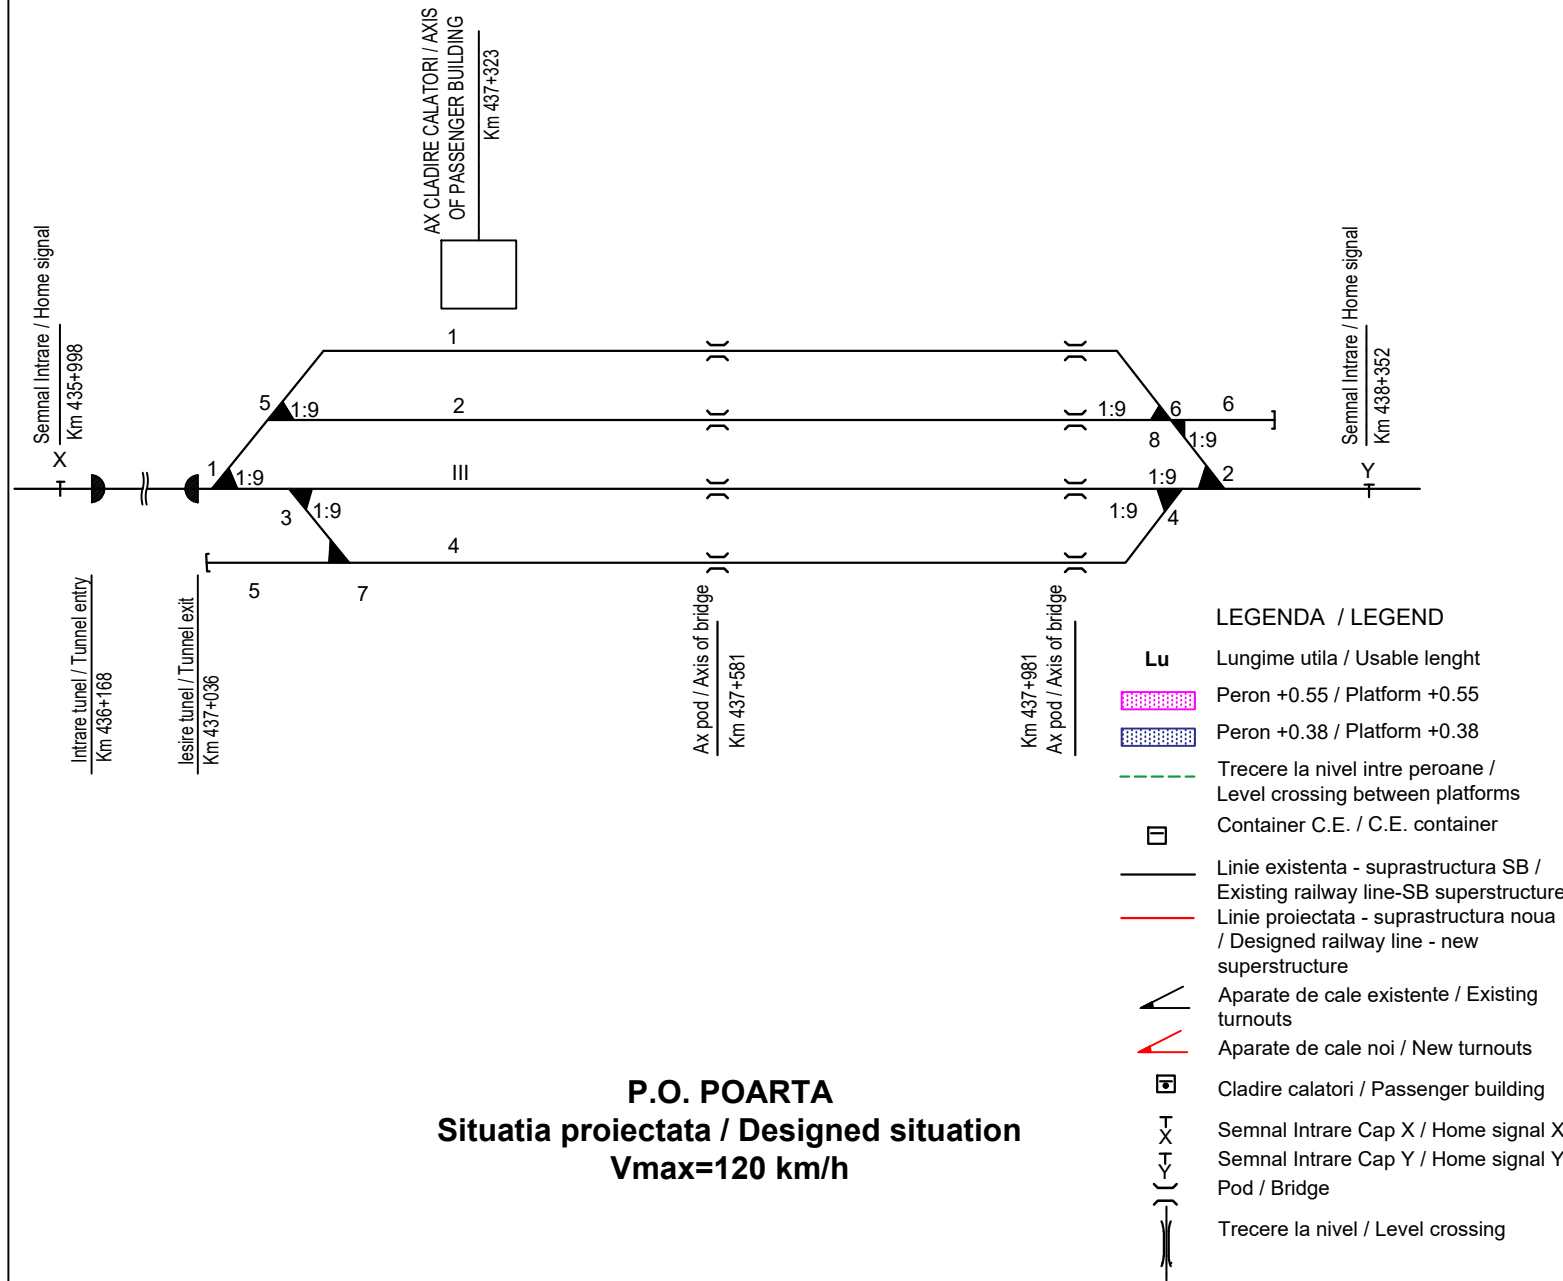 AX CLADIRE CALATORI / AXIS
OF PASSENGER BUILDING
Km 437+323
Semnal Intrare / Home signal
Km 435+998
X
Semnal Intrare / Home signal
Km 438+352
Y
1
5
1:9
2
1:9
6
6
8
1:9
1
1:9
III
1:9
2
3
1:9
1:9
4
4
5
7
Intrare tunel / Tunnel entry
Km 436+168
Iesire tunel / Tunnel exit
Km 437+036
Ax pod / Axis of bridge
Km 437+581
Km 437+981
Ax pod / Axis of bridge
LEGENDA / LEGEND
Lu Lungime utila / Usable lenght
Peron +0.55 / Platform +0.55
Peron +0.38 / Platform +0.38
Trecere la nivel intre peroane /
Level crossing between platforms
Container C.E. / C.E. container
Linie existenta - suprastructura SB /
Existing railway line-SB superstructure
Linie proiectata - suprastructura noua
/ Designed railway line - new
superstructure
Aparate de cale existente / Existing
turnouts
Aparate de cale noi / New turnouts
Cladire calatori / Passenger building
X Semnal Intrare Cap X / Home signal X
Y Semnal Intrare Cap Y / Home signal Y
Pod / Bridge
Trecere la nivel / Level crossing
P.O. POARTA
Situatia proiectata / Designed situation
Vmax=120 km/h